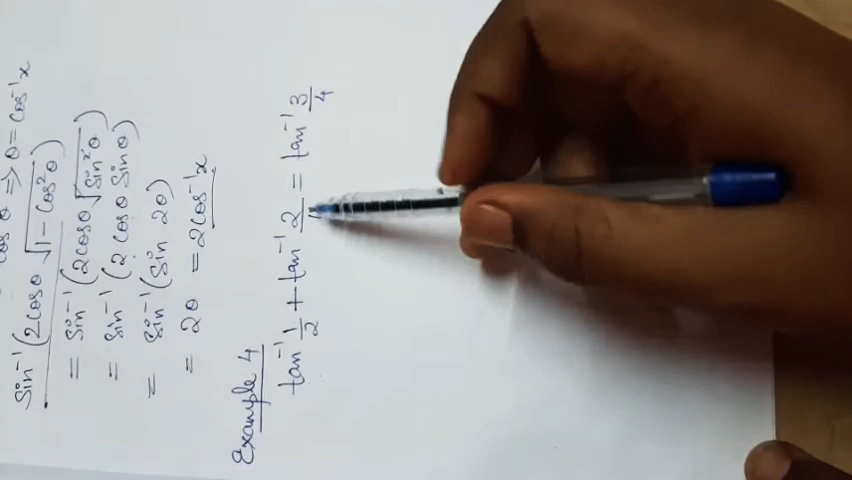 cos θ ⇒ θ = cos⁻¹x
sin⁻¹(2cosθ √1-cos²θ)
= sin⁻¹(2cosθ √sin²θ)
= sin⁻¹(2 cosθ sinθ)
= sin⁻¹(sin 2θ)
= 2θ = 2cos⁻¹x
Example 4
tan⁻¹ 1/2 + tan⁻¹ 2/ = tan⁻¹ 3/4